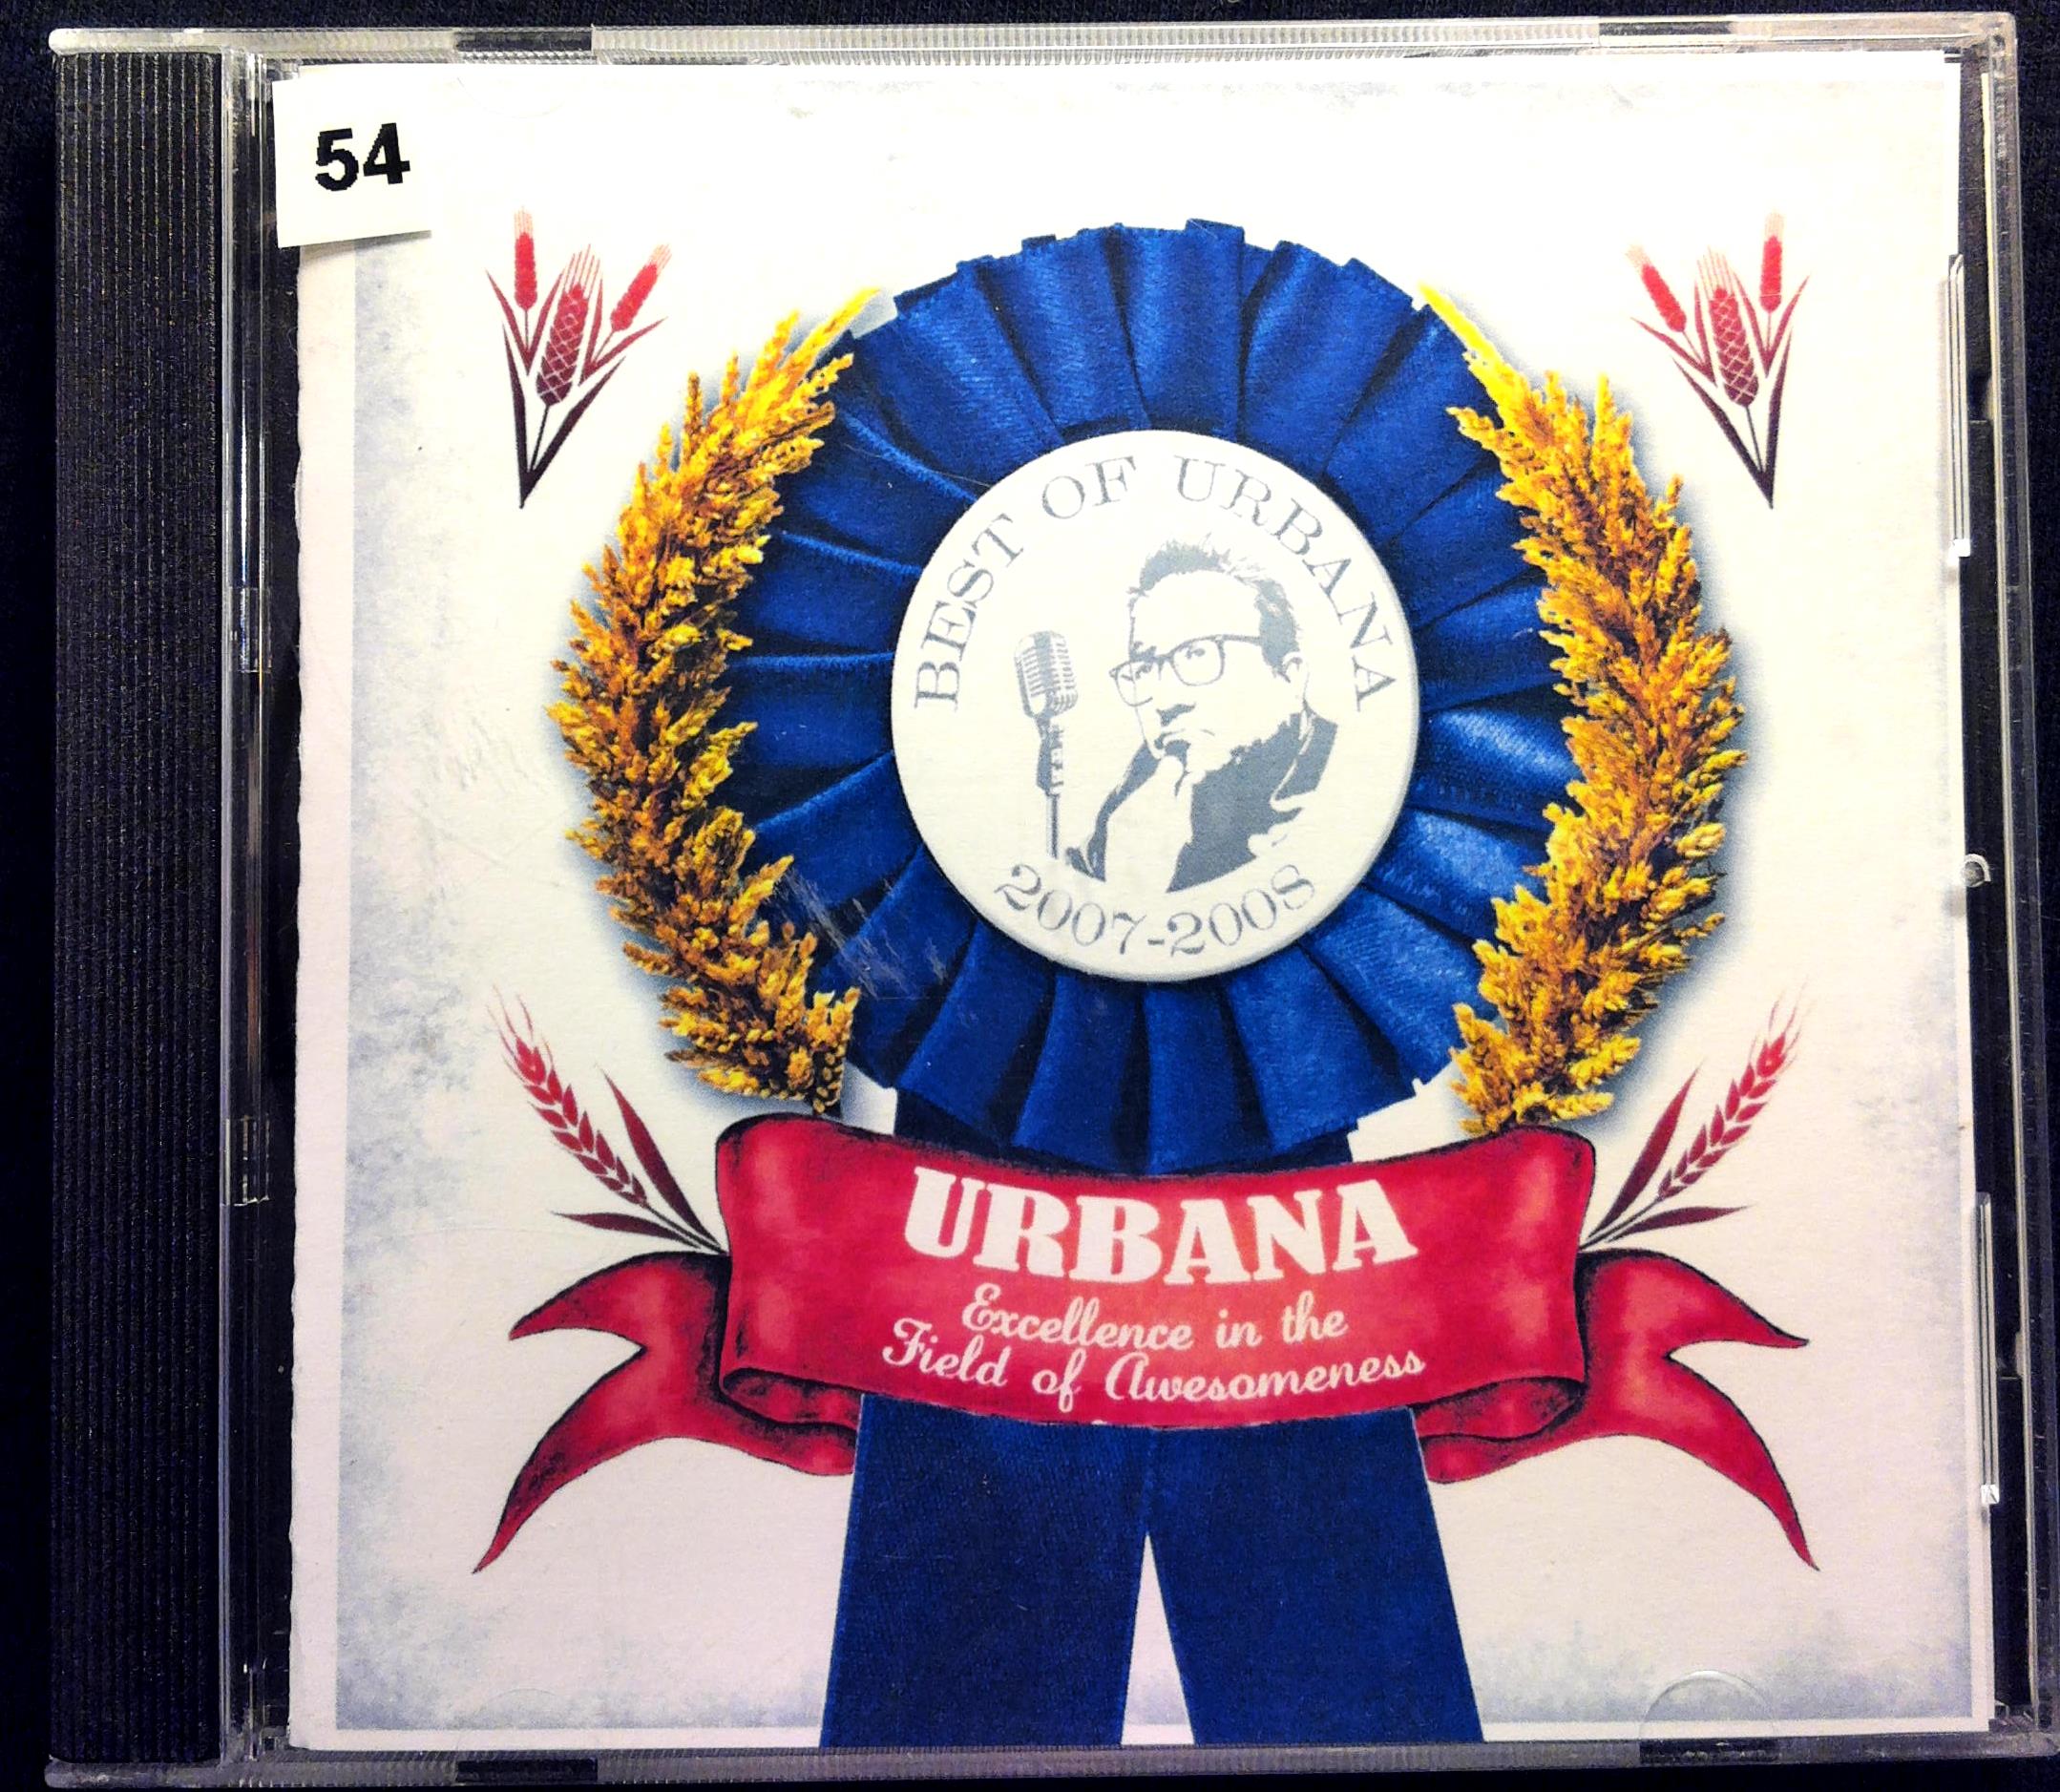 54
BEST OF URBANA
2007-2008
URBANA
Excellence in the
Field of Awesomeness